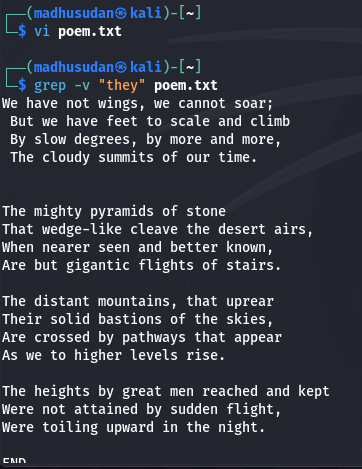 ┌──(madhusudan㉿kali)-[~]
└─$ vi poem.txt

┌──(madhusudan㉿kali)-[~]
└─$ grep -v "they" poem.txt
We have not wings, we cannot soar;
 But we have feet to scale and climb
 By slow degrees, by more and more,
 The cloudy summits of our time.


The mighty pyramids of stone
That wedge-like cleave the desert airs,
When nearer seen and better known,
Are but gigantic flights of stairs.

The distant mountains, that uprear
Their solid bastions of the skies,
Are crossed by pathways that appear
As we to higher levels rise.

The heights by great men reached and kept
Were not attained by sudden flight,
Were toiling upward in the night.

END